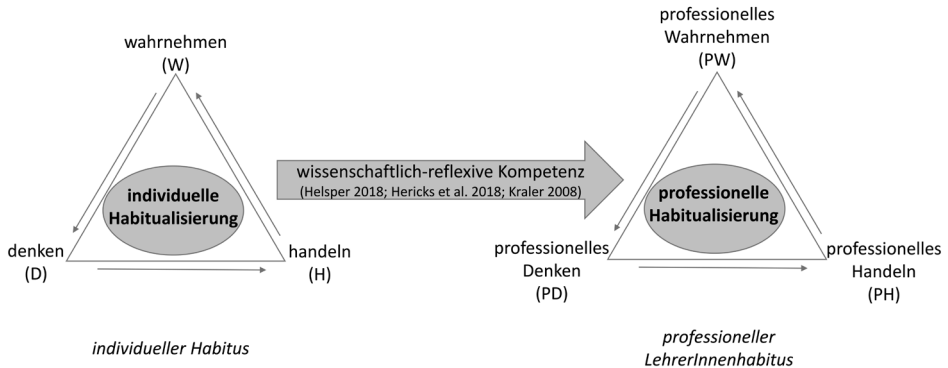 wahrnehmen
(W)
individuelle
Habitualisierung
denken
(D)
handeln
(H)
individueller Habitus
wissenschaftlich-reflexive Kompetenz
(Helsper 2018; Hericks et al. 2018; Kraler 2008)
professionelles
Wahrnehmen
(PW)
professionelle
Habitualisierung
professionelles
Denken
(PD)
professionelles
Handeln
(PH)
professioneller
LehrerInnenhabitus